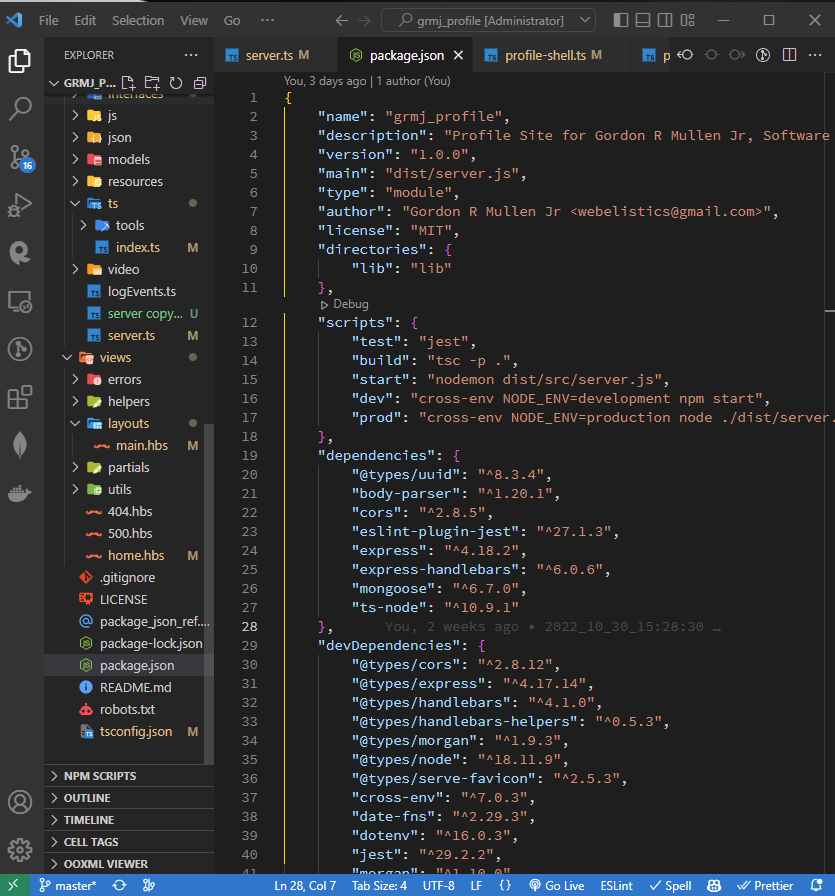 File Edit Selection View Go ··· grmj_profile [Administrator]
EXPLORER ···
GRMJ_P...
interfaces
js
json
models
resources
ts
tools
index.ts M
video
logEvents.ts
server copy... U
server.ts M
views
errors
helpers
layouts
main.hbs M
partials
utils
404.hbs
500.hbs
home.hbs M
.gitignore
LICENSE
package_json_ref....
package-lock.json
package.json
README.md
robots.txt
tsconfig.json M
NPM SCRIPTS
OUTLINE
TIMELINE
CELL TAGS
OOXML VIEWER
16
server.ts M package.json profile-shell.ts M p
You, 3 days ago | 1 author (You)
1 {
2 "name": "grmj_profile",
3 "description": "Profile Site for Gordon R Mullen Jr, Software
4 "version": "1.0.0",
5 "main": "dist/server.js",
6 "type": "module",
7 "author": "Gordon R Mullen Jr <webelistics@gmail.com>",
8 "license": "MIT",
9 "directories": {
10 "lib": "lib"
11 },
Debug
12 "scripts": {
13 "test": "jest",
14 "build": "tsc -p .",
15 "start": "nodemon dist/src/server.js",
16 "dev": "cross-env NODE_ENV=development npm start",
17 "prod": "cross-env NODE_ENV=production node ./dist/server.
18 },
19 "dependencies": {
20 "@types/uuid": "^8.3.4",
21 "body-parser": "^1.20.1",
22 "cors": "^2.8.5",
23 "eslint-plugin-jest": "^27.1.3",
24 "express": "^4.18.2",
25 "express-handlebars": "^6.0.6",
26 "mongoose": "^6.7.0",
27 "ts-node": "^10.9.1"
28 }, You, 2 weeks ago • 2022_10_30_15:28:30 …
29 "devDependencies": {
30 "@types/cors": "^2.8.12",
31 "@types/express": "^4.17.14",
32 "@types/handlebars": "^4.1.0",
33 "@types/handlebars-helpers": "^0.5.3",
34 "@types/morgan": "^1.9.3",
35 "@types/node": "^18.11.9",
36 "@types/serve-favicon": "^2.5.3",
37 "cross-env": "^7.0.3",
38 "date-fns": "^2.29.3",
39 "dotenv": "^16.0.3",
40 "jest": "^29.2.2",
41 "morgan": "^1.10.0",
master* Ln 28, Col 7 Tab Size: 4 UTF-8 LF {} Go Live ESLint Spell Prettier